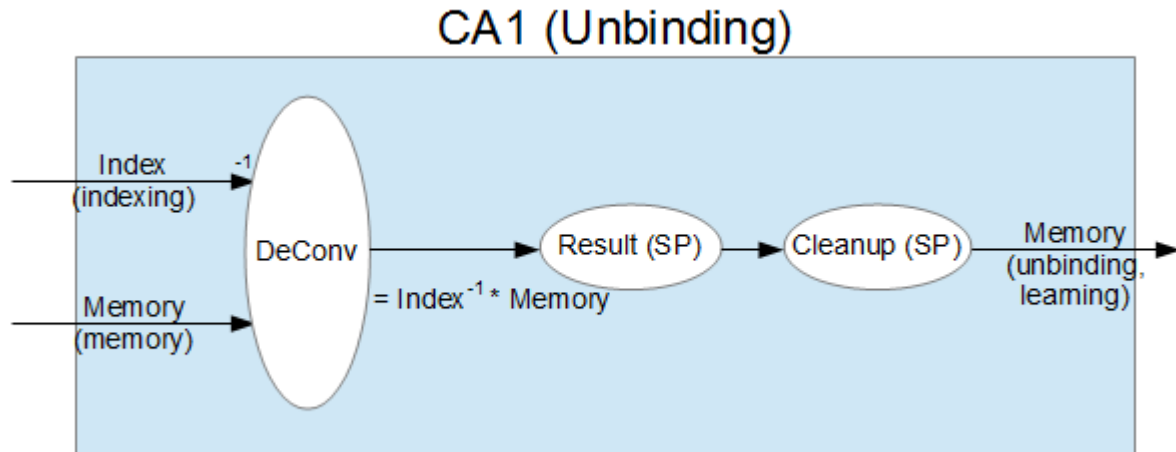 CA1 (Unbinding)
Index
(indexing)
-1
DeConv
Memory
(memory)
= Index^-1 * Memory
Result (SP)
Cleanup (SP)
Memory
(unbinding,
learning)